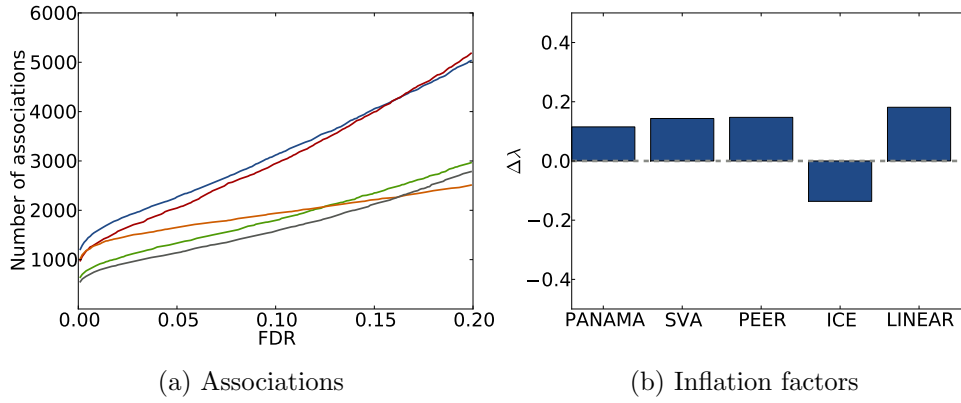 6000
5000
4000
3000
2000
1000
Number of associations
0.00 0.05 0.10 0.15 0.20
FDR
(a) Associations
0.4
0.2
0.0
−0.2
−0.4
Δλ
PANAMA SVA PEER ICE LINEAR
(b) Inflation factors